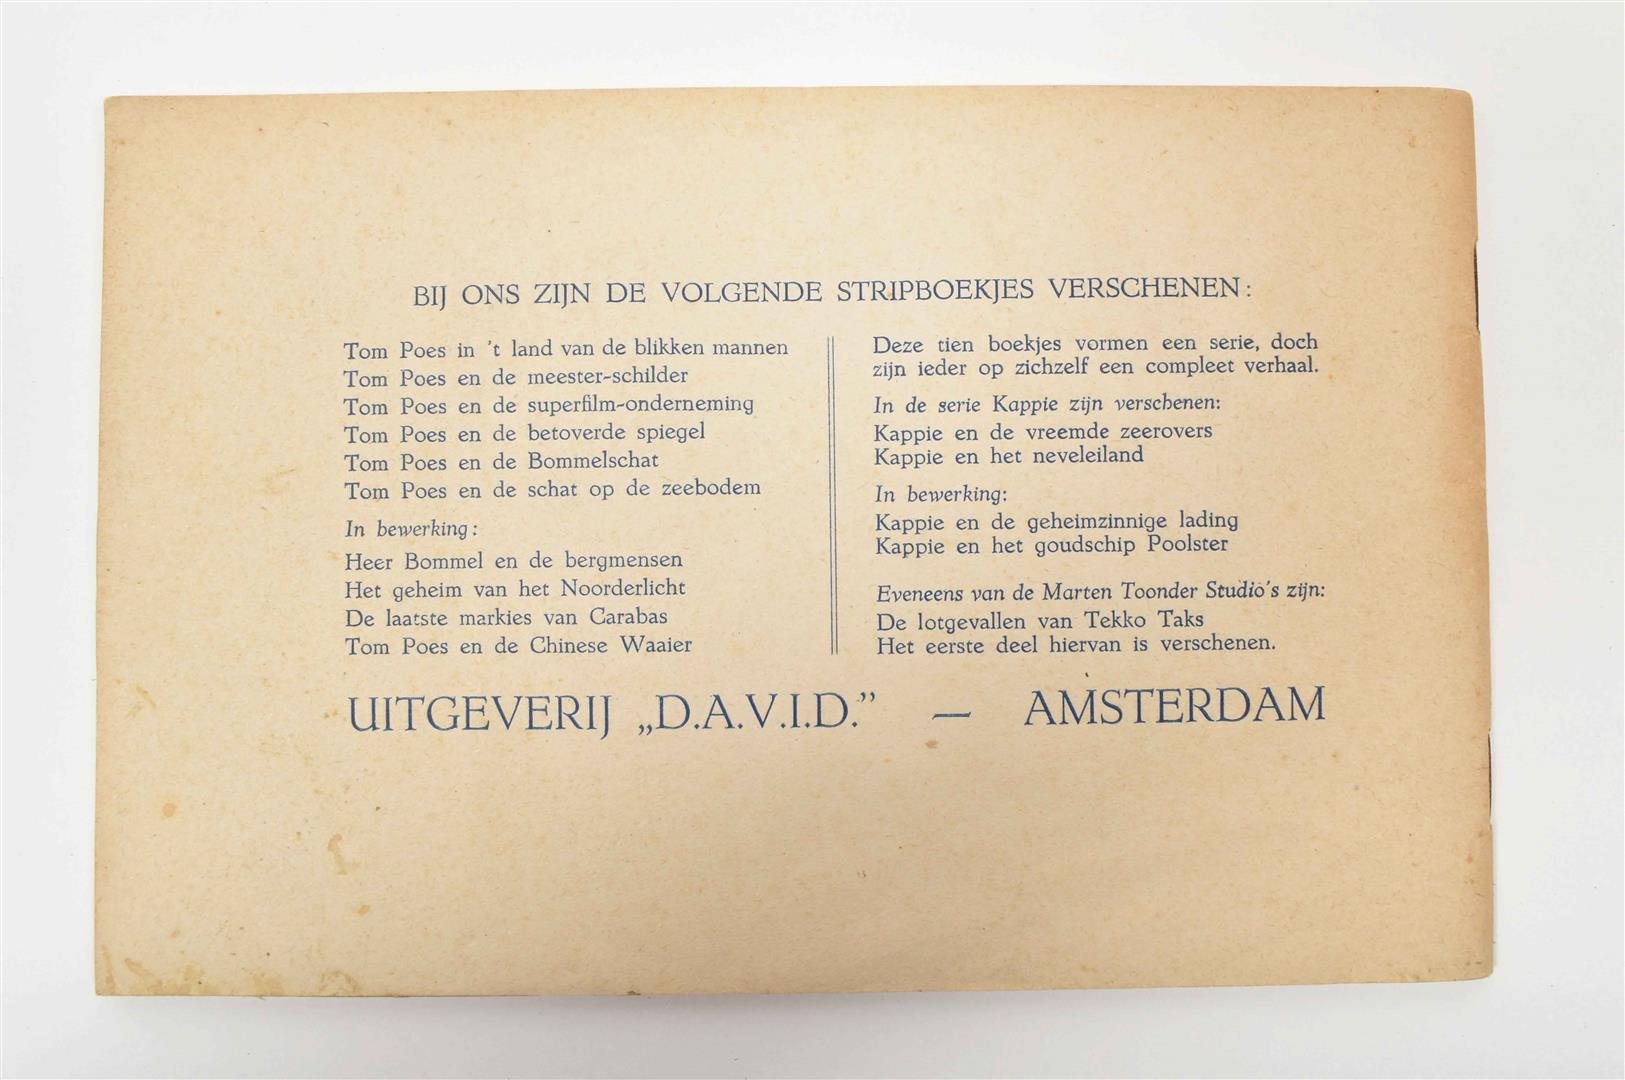 BIJ ONS ZIJN DE VOLGENDE STRIPBOEKJES VERSCHENEN:
Tom Poes in 't land van de blikken mannen
Tom Poes en de meester-schilder
Tom Poes en de superfilm-onderneming
Tom Poes en de betoverde spiegel
Tom Poes en de Bommelschat
Tom Poes en de schat op de zeebodem
In bewerking:
Heer Bommel en de bergmensen
Het geheim van het Noorderlicht
De laatste markies van Carabas
Tom Poes en de Chinese Waaier
Deze tien boekjes vormen een serie, doch
zijn ieder op zichzelf een compleet verhaal.
In de serie Kappie zijn verschenen:
Kappie en de vreemde zeerovers
Kappie en het neveleiland
In bewerking:
Kappie en de geheimzinnige lading
Kappie en het goudschip Poolster
Eveneens van de Marten Toonder Studio's zijn:
De lotgevallen van Tekko Taks
Het eerste deel hiervan is verschenen.
UITGEVERIJ „D.A.V.I.D.” — AMSTERDAM